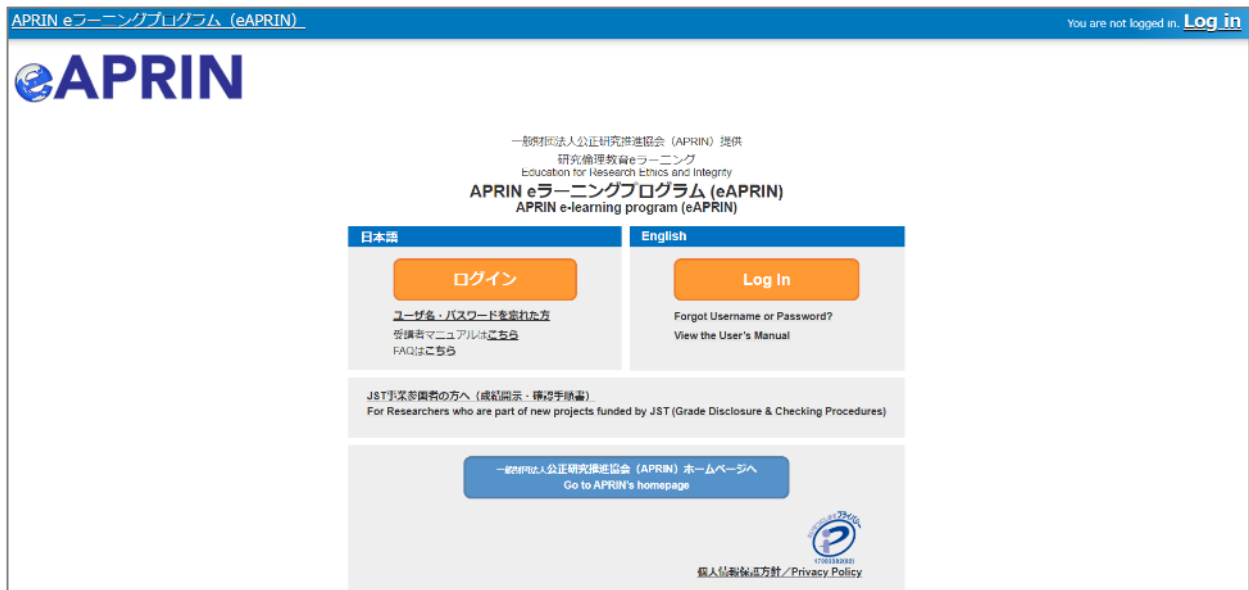 APRIN eラーニングプログラム（eAPRIN）
You are not logged in. Log in
eAPRIN
一般財団法人公正研究推進協会（APRIN）提供
研究倫理教育eラーニング
Education for Research Ethics and Integrity
APRIN eラーニングプログラム (eAPRIN)
APRIN e-learning program (eAPRIN)
日本語
ログイン
ユーザ名・パスワードを忘れた方
受講者マニュアルはこちら
FAQはこちら
English
Log in
Forgot Username or Password?
View the User's Manual
JST事業参画者の方へ（成績開示・確認手順書）
For Researchers who are part of new projects funded by JST (Grade Disclosure & Checking Procedures)
一般財団法人公正研究推進協会（APRIN）ホームページへ
Go to APRIN's homepage
プライバシー
個人情報保護方針／Privacy Policy